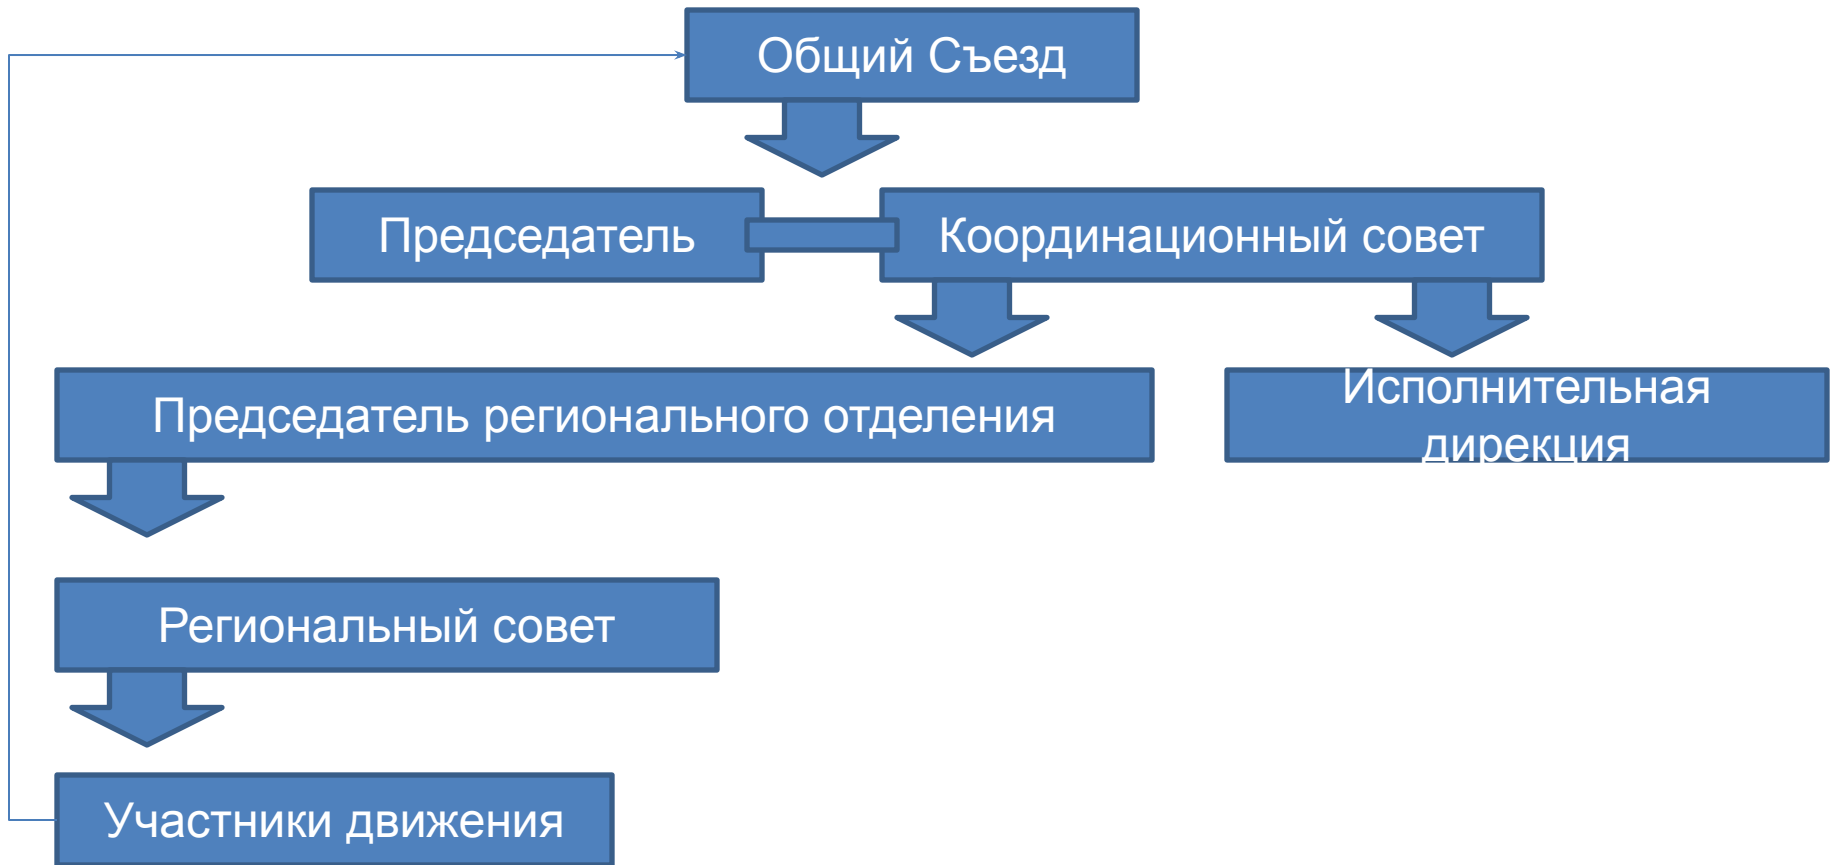 Общий Съезд
Председатель
Координационный совет
Председатель регионального отделения
Исполнительная
дирекция
Региональный совет
Участники движения